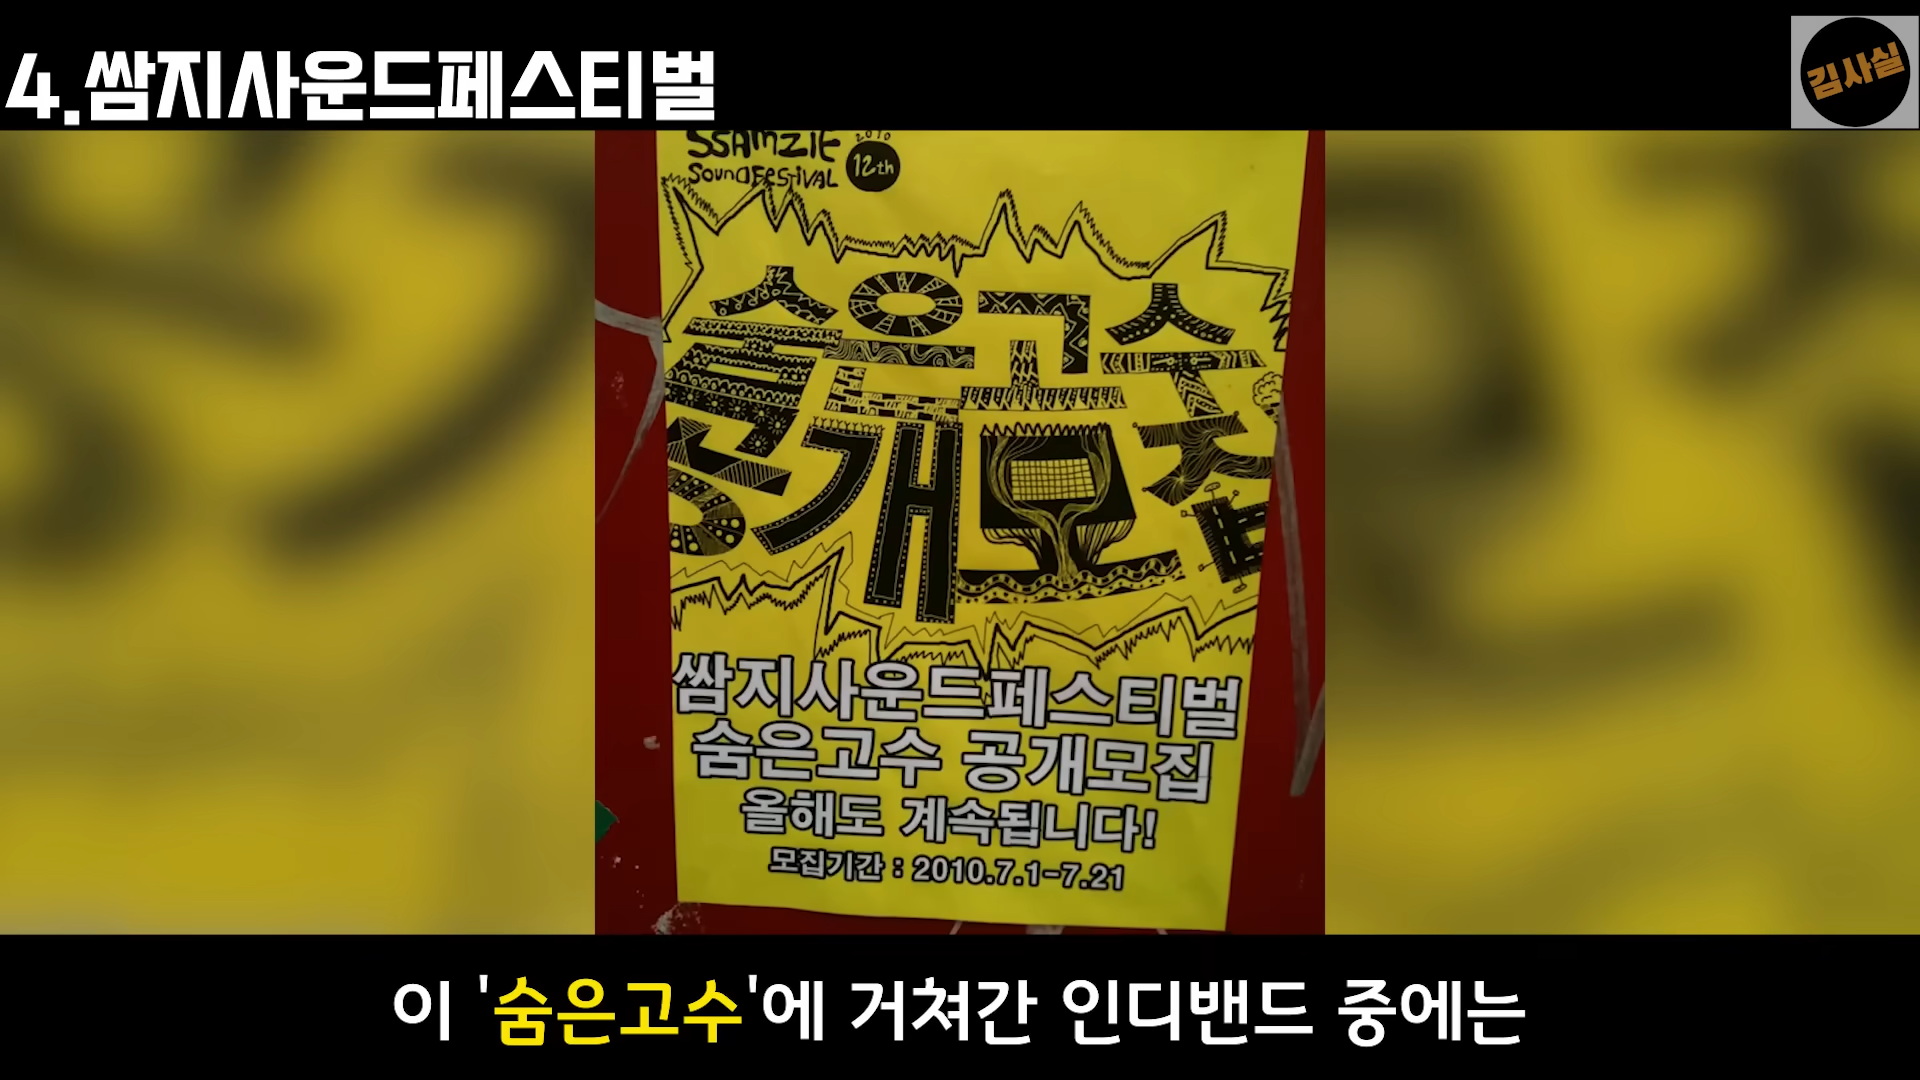 4.쌈지사운드페스티벌
김사실
SSAMZIE 2010
SoundFESTIVAL 12th
숨은고수
공개모집
쌈지사운드페스티벌
숨은고수 공개모집
올해도 계속됩니다!
모집기간 : 2010.7.1-7.21
이 '숨은고수'에 거쳐간 인디밴드 중에는